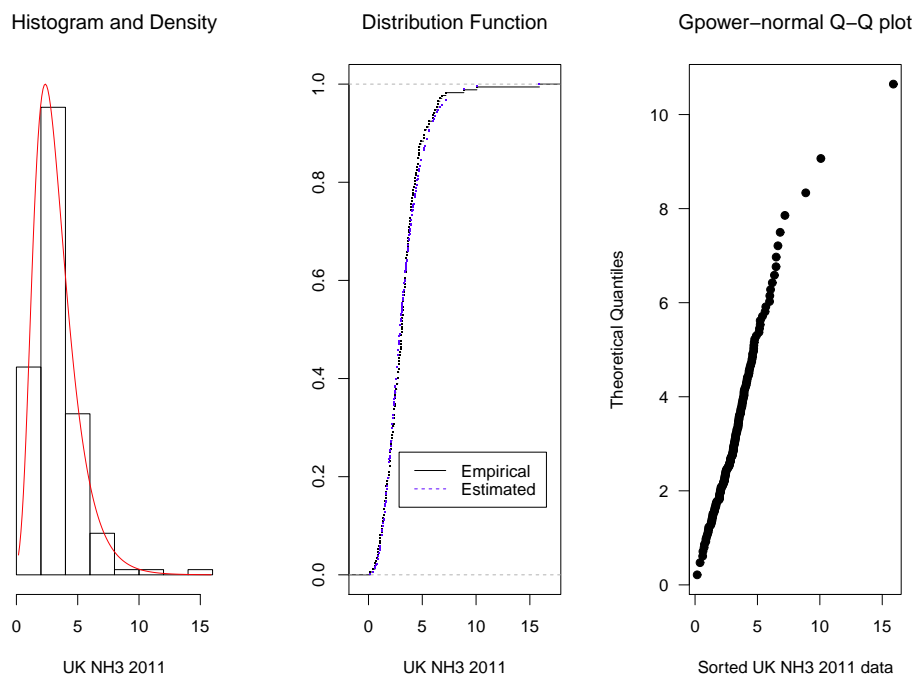 Histogram and Density
0 5 10 15
UK NH3 2011
Distribution Function
1.0
0.8
0.6
0.4
0.2
0.0
Empirical
Estimated
0 5 10 15
UK NH3 2011
Gpower−normal Q−Q plot
Theoretical Quantiles
10
8
6
4
2
0
0 5 10 15
Sorted UK NH3 2011 data